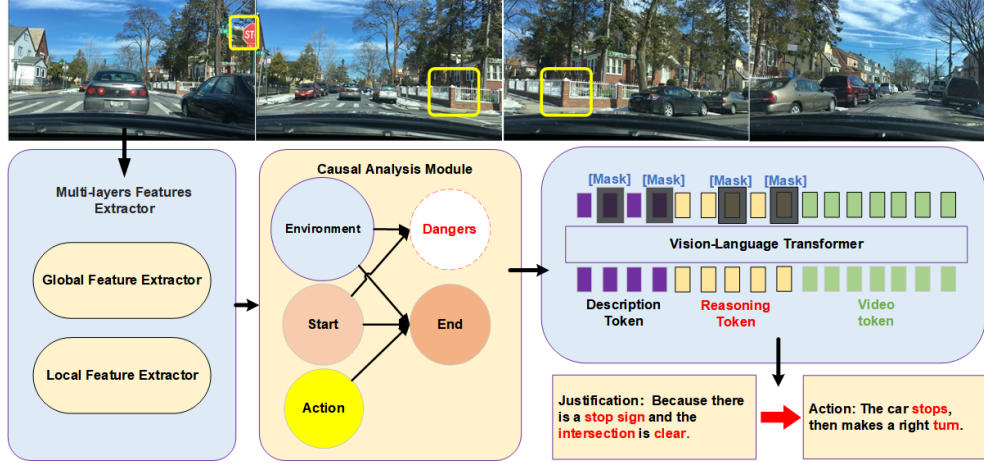 ST
Multi-layers Features
Extractor
Global Feature Extractor
Local Feature Extractor
Causal Analysis Module
Environment
Dangers
Start
End
Action
[Mask]
[Mask]
[Mask]
[Mask]
Vision-Language Transformer
Description
Token
Reasoning
Token
Video
token
Justification: Because there
is a stop sign and the
intersection is clear.
Action: The car stops,
then makes a right turn.